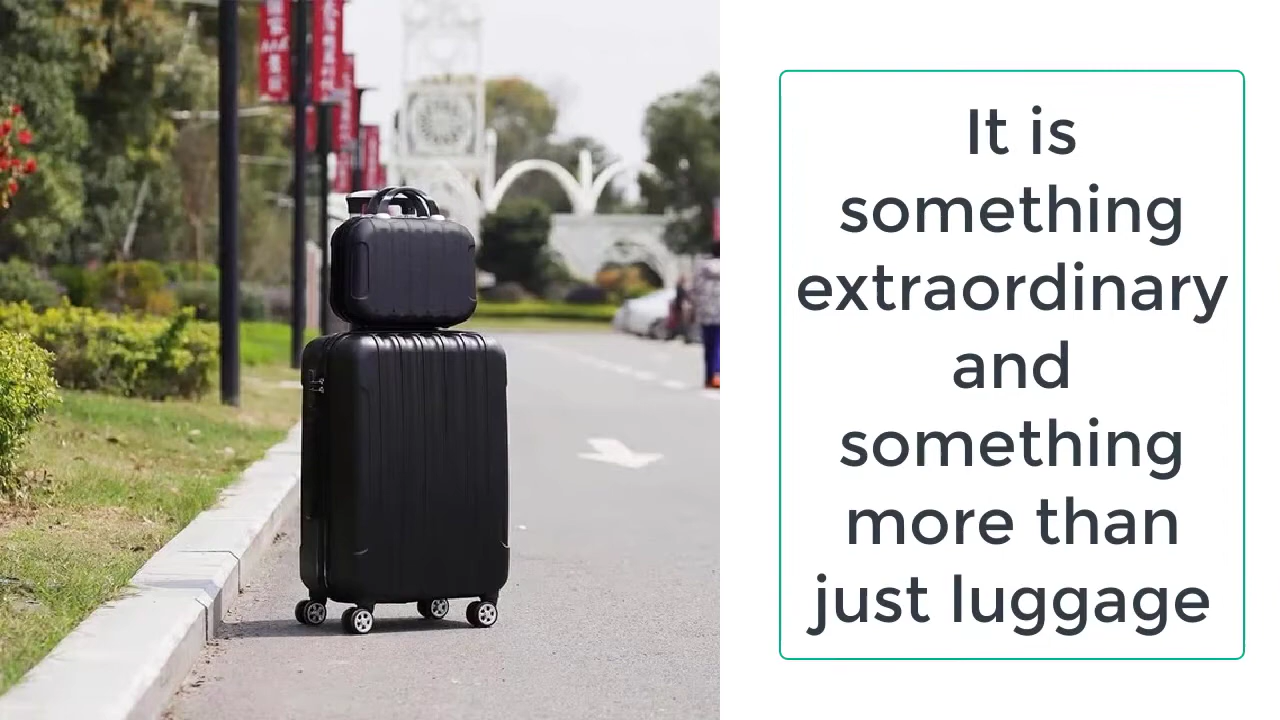 It is
something
extraordinary
and
something
more than
just luggage